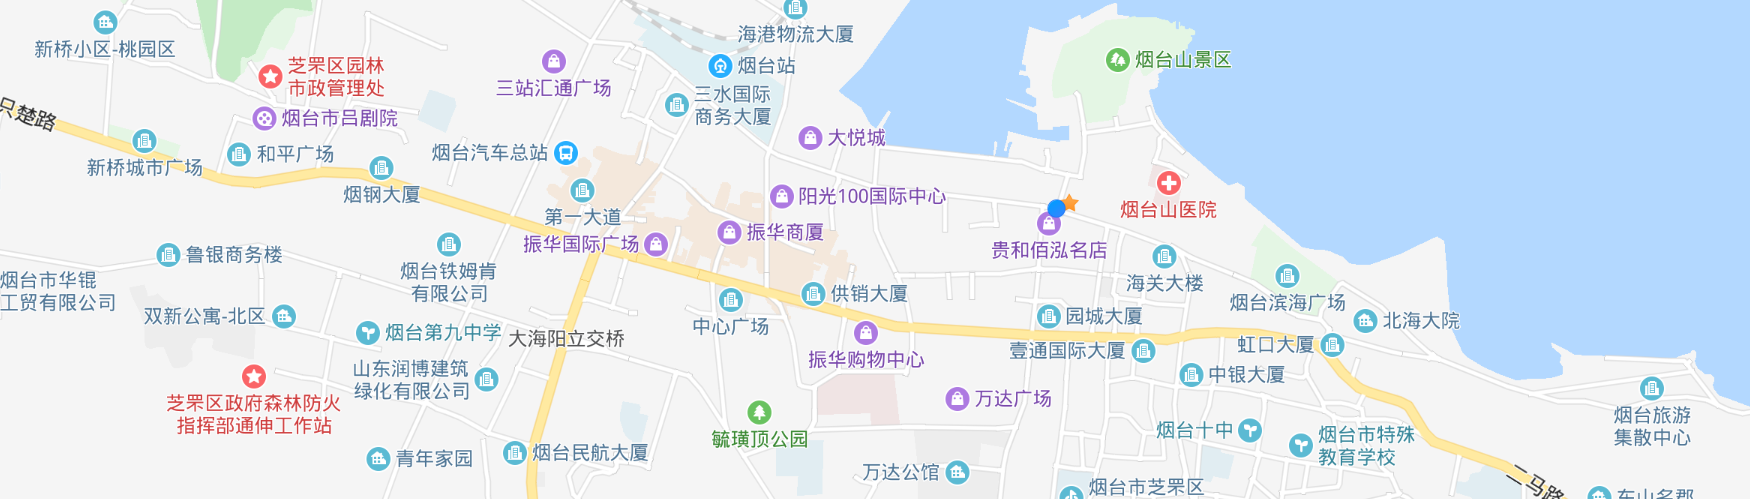 海港物流大厦
新桥小区-桃园区
烟台山景区
芝罘区园林
市政管理处
烟台站
三站汇通广场
三水国际
商务大厦
只楚路
烟台市吕剧院
大悦城
和平广场
烟台汽车总站
新桥城市广场
烟钢大厦
阳光100国际中心
烟台山医院
第一大道
振华商厦
振华国际广场
贵和佰泓名店
鲁银商务楼
烟台铁姆肯
有限公司
烟台市华锟
工贸有限公司
海关大楼
供销大厦
烟台滨海广场
双新公寓-北区
园城大厦
北海大院
中心广场
烟台第九中学
大海阳立交桥
虹口大厦
壹通国际大厦
振华购物中心
山东润博建筑
绿化有限公司
中银大厦
万达广场
芝罘区政府森林防火
指挥部通伸工作站
烟台旅游
集散中心
毓璜顶公园
烟台十中
烟台市特殊
教育学校
青年家园
烟台民航大厦
万达公馆
烟台市芝罘区
二马路
东山名郡